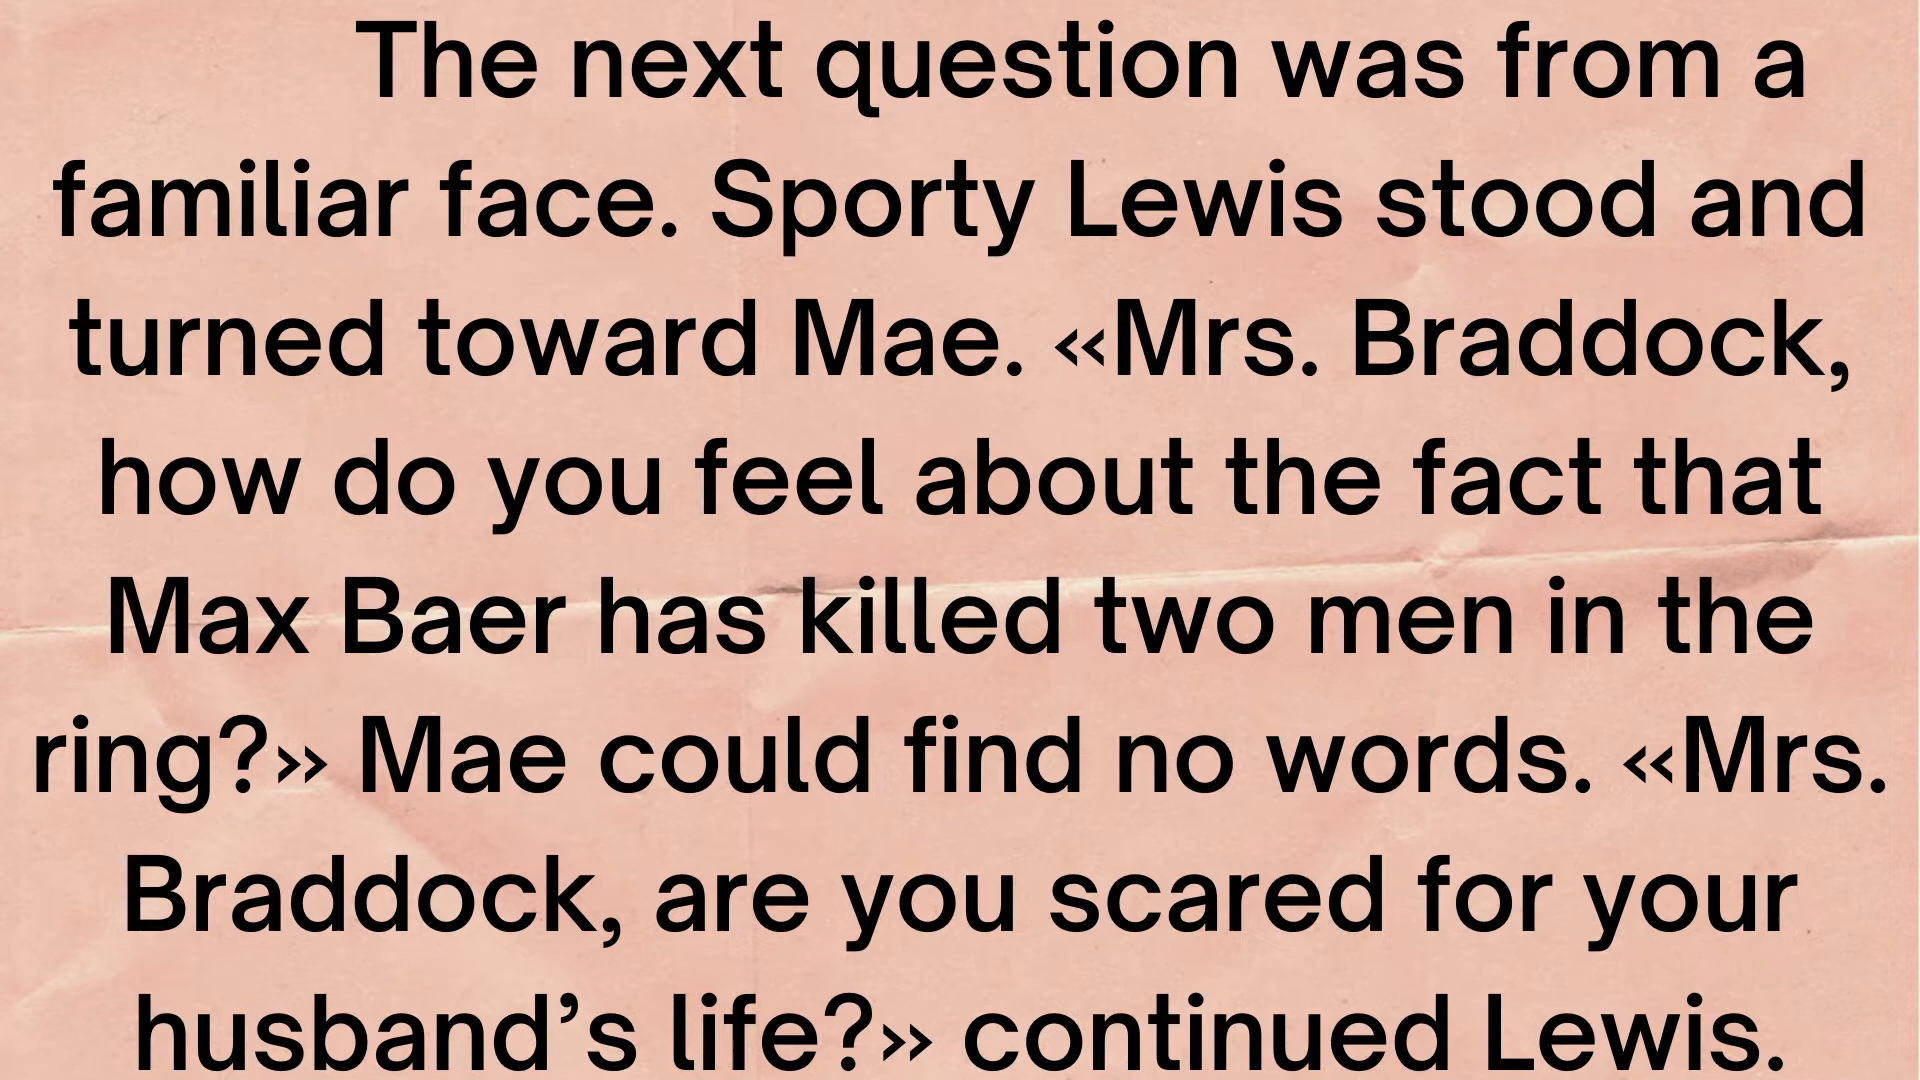 The next question was from a
familiar face. Sporty Lewis stood and
turned toward Mae. «Mrs. Braddock,
how do you feel about the fact that
Max Baer has killed two men in the
ring?» Mae could find no words. «Mrs.
Braddock, are you scared for your
husband’s life?» continued Lewis.